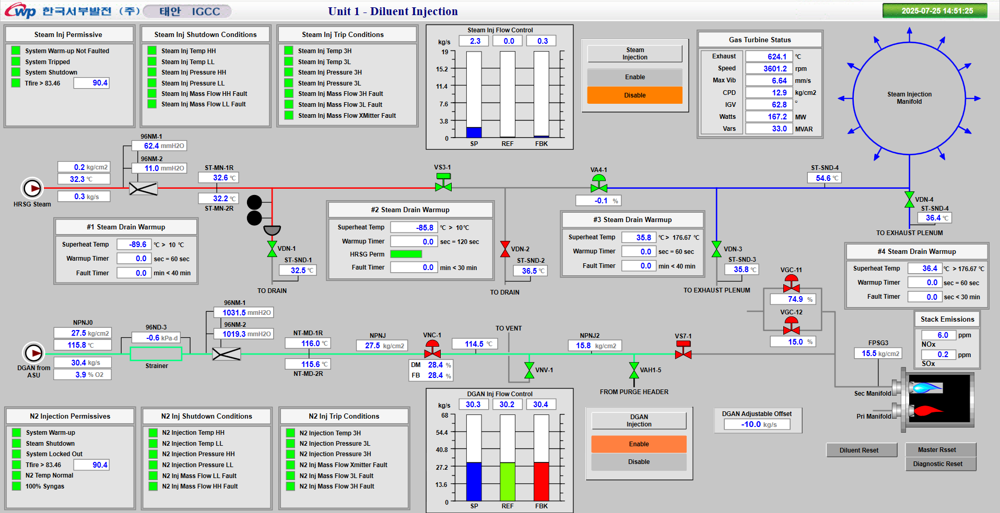 cwp 한국서부발전 (주) 태안 IGCC
Unit 1 - Diluent Injection
2025-07-25 14:51:25
Steam Inj Permissive
System Warm-up Not Faulted
System Tripped
System Shutdown
Tfire > 83.46 90.4
Steam Inj Shutdown Conditions
Steam Inj Temp HH
Steam Inj Temp LL
Steam Inj Pressure HH
Steam Inj Pressure LL
Steam Inj Mass Flow HH Fault
Steam Inj Mass Flow LL Fault
Steam Inj Trip Conditions
Steam Inj Temp 3H
Steam Inj Temp 3L
Steam Inj Pressure 3H
Steam Inj Pressure 3L
Steam Inj Mass Flow 3H Fault
Steam Inj Mass Flow 3L Fault
Steam Inj Mass Flow XMitter Fault
Steam Inj Flow Control
kg/s 2.3 0.0 0.3
19
15.2
11.4
7.6
3.8
0
SP REF FBK
Steam
Injection
Enable
Disable
Gas Turbine Status
Exhaust 624.1 ℃
Speed 3601.2 rpm
Max Vib 6.64 mm/s
CPD 12.9 kg/cm2
IGV 62.8 °
Watts 167.2 MW
Vars 33.0 MVAR
Steam Injection
Manifold
96NM-1
62.4 mmH2O
96NM-2
11.0 mmH2O
0.2 kg/cm2
32.3 ℃
0.3 kg/s
HRSG Steam
ST-MN-1R
32.6 ℃
32.2 ℃
ST-MN-2R
VS3-1
VA4-1
-0.1 %
ST-SND-4
54.6 ℃
VDN-4
ST-SND-4
36.4 ℃
TO EXHAUST PLENUM
#1 Steam Drain Warmup
Superheat Temp -89.6 ℃ > 10 ℃
Warmup Timer 0.0 sec = 60 sec
Fault Timer 0.0 min < 40 min
VDN-1
ST-SND-1
32.5 ℃
TO DRAIN
#2 Steam Drain Warmup
Superheat Temp -85.8 ℃ > 10℃
Warmup Timer 0.0 sec = 120 sec
HRSG Perm
Fault Timer 0.0 min < 30 min
VDN-2
ST-SND-2
36.5 ℃
TO DRAIN
#3 Steam Drain Warmup
Superheat Temp 35.8 ℃ > 176.67 ℃
Warmup Timer 0.0 sec = 60 sec
Fault Timer 0.0 min < 40 min
VDN-3
ST-SND-3
35.8 ℃
TO EXHAUST PLENUM
#4 Steam Drain Warmup
Superheat Temp 36.4 ℃ > 176.67 ℃
Warmup Timer 0.0 sec = 60 sec
Fault Timer 0.0 sec < 30 min
VGC-11
74.9 %
VGC-12
15.0 %
Stack Emissions
6.0 ppm
NOx
0.2 ppm
SOx
NPNJ0
27.5 kg/cm2
115.8 ℃
30.4 kg/s
3.9 % O2
DGAN from
ASU
96ND-3
-0.6 kPa-d
Strainer
96NM-1
1031.5 mmH2O
96NM-2
1019.3 mmH2O
NT-MD-1R
116.0 ℃
115.6 ℃
NT-MD-2R
NPNJ
27.5 kg/cm2
VNC-1
DM 28.4 %
FB 28.4 %
114.5 ℃
TO VENT
VNV-1
NPNJ2
15.8 kg/cm2
VAH1-5
FROM PURGE HEADER
VS7-1
FPSG3
15.5 kg/cm2
Sec Manifold
Pri Manifold
N2 Injection Permissives
System Warm-up
Steam Shutdown
System Locked Out
Tfire > 83.46 90.4
N2 Temp Normal
100% Syngas
N2 Inj Shutdown Conditions
N2 Injection Temp HH
N2 Injection Temp LL
N2 Injection Pressure HH
N2 Injection Pressure LL
N2 Inj Mass Flow LL Fault
N2 Inj Mass Flow HH Fault
N2 Inj Trip Conditions
N2 Injection Temp 3H
N2 Injection Pressure 3L
N2 Injection Pressure 3H
N2 Inj Mass Flow Xmitter Fault
N2 Inj Mass Flow 3L Fault
N2 Inj Mass Flow 3H Fault
DGAN Inj Flow Control
kg/s 30.3 30.2 30.4
68
54.4
40.8
27.2
13.6
0
SP REF FBK
DGAN
Injection
Enable
Disable
DGAN Adjustable Offset
-10.0 kg/s
Diluent Reset
Master Rsset
Diagnostic Reset